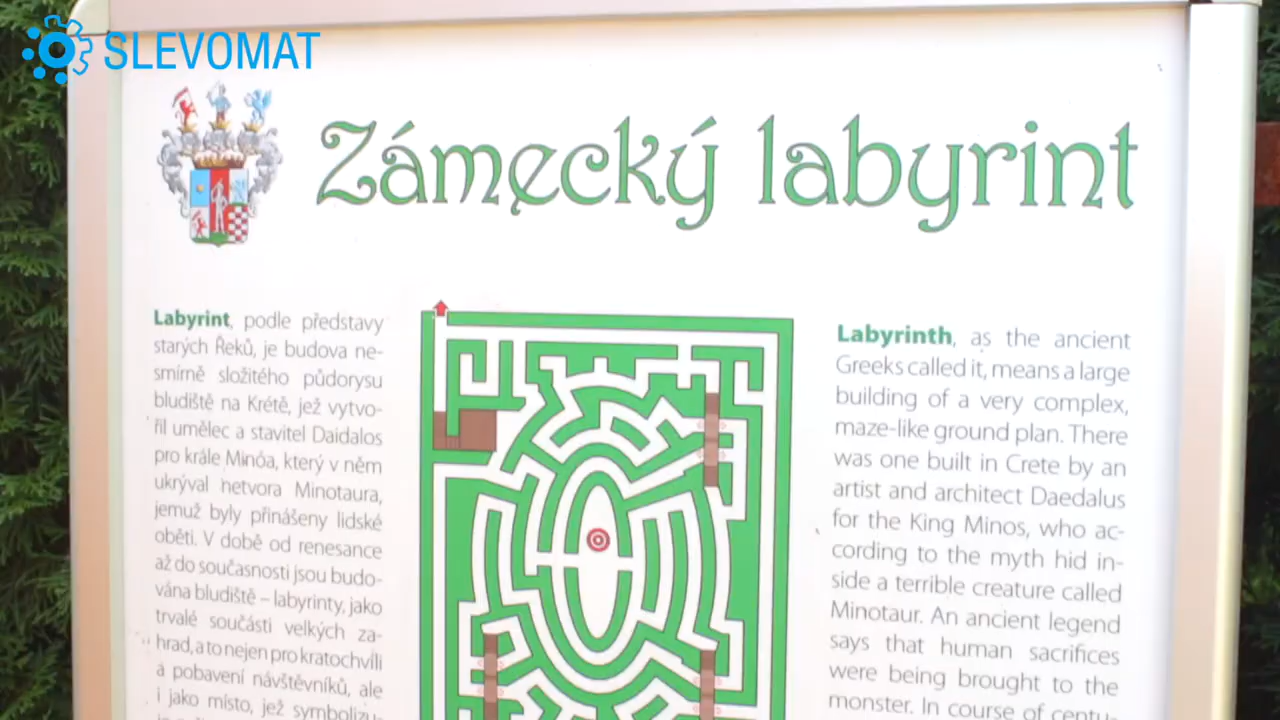 SLEVOMAT
Zámecký labyrint
Labyrint, podle představy
starých Řeků, je budova ne-
smírně složitého půdorysu
bludiště na Krétě, jež vytvo-
řil umělec a stavitel Daidalos
pro krále Minóa, který v něm
ukrýval netvora Minotaura,
jemuž byly přinášeny lidské
oběti. V době od renesance
až do současnosti jsou budo-
vána bludiště – labyrinty, jako
trvalé součásti velkých za-
hrad, a to nejen pro kratochvíli
a pobavení návštěvníků, ale
i jako místo, jež symbolizu-
Labyrinth, as the ancient
Greeks called it, means a large
building of a very complex,
maze-like ground plan. There
was one built in Crete by an
artist and architect Daedalus
for the King Minos, who ac-
cording to the myth hid in-
side a terrible creature called
Minotaur. An ancient legend
says that human sacrifices
were being brought to the
monster. In course of centu-